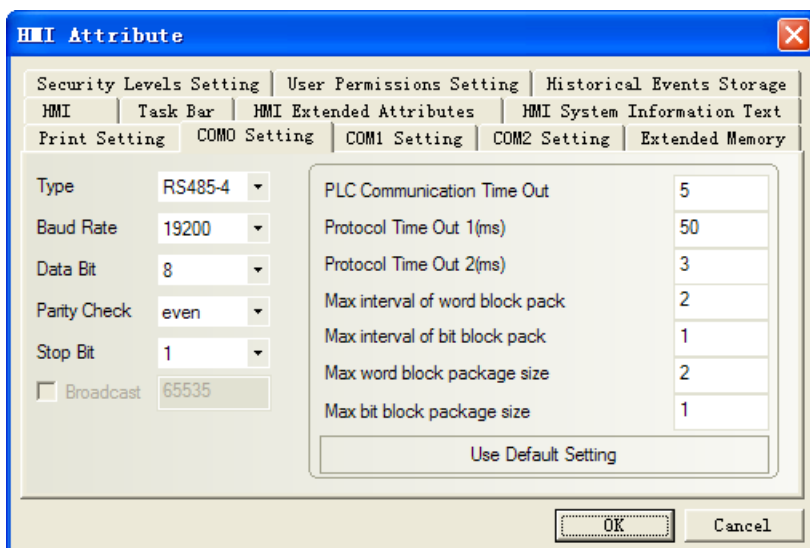 HMI Attribute
Security Levels Setting User Permissions Setting Historical Events Storage
HMI Task Bar HMI Extended Attributes HMI System Information Text
Print Setting COM0 Setting COM1 Setting COM2 Setting Extended Memory
Type RS485-4
Baud Rate 19200
Data Bit 8
Parity Check even
Stop Bit 1
Broadcast 65535
PLC Communication Time Out 5
Protocol Time Out 1(ms) 50
Protocol Time Out 2(ms) 3
Max interval of word block pack 2
Max interval of bit block pack 1
Max word block package size 2
Max bit block package size 1
Use Default Setting
OK Cancel